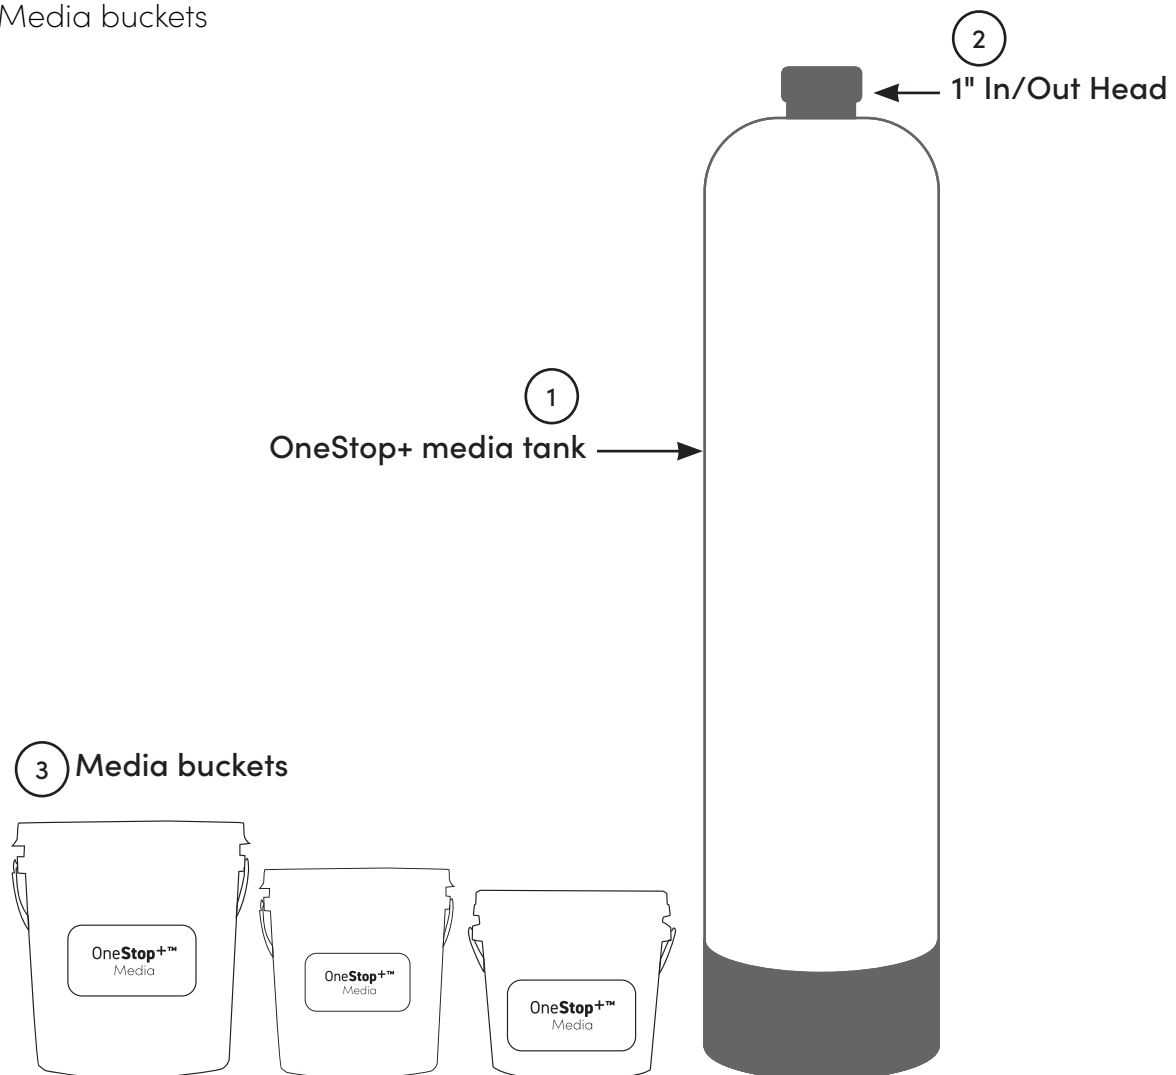 Media buckets
2
1" In/Out Head
1
OneStop+ media tank
3 Media buckets
OneStop+™
Media
OneStop+™
Media
OneStop+™
Media